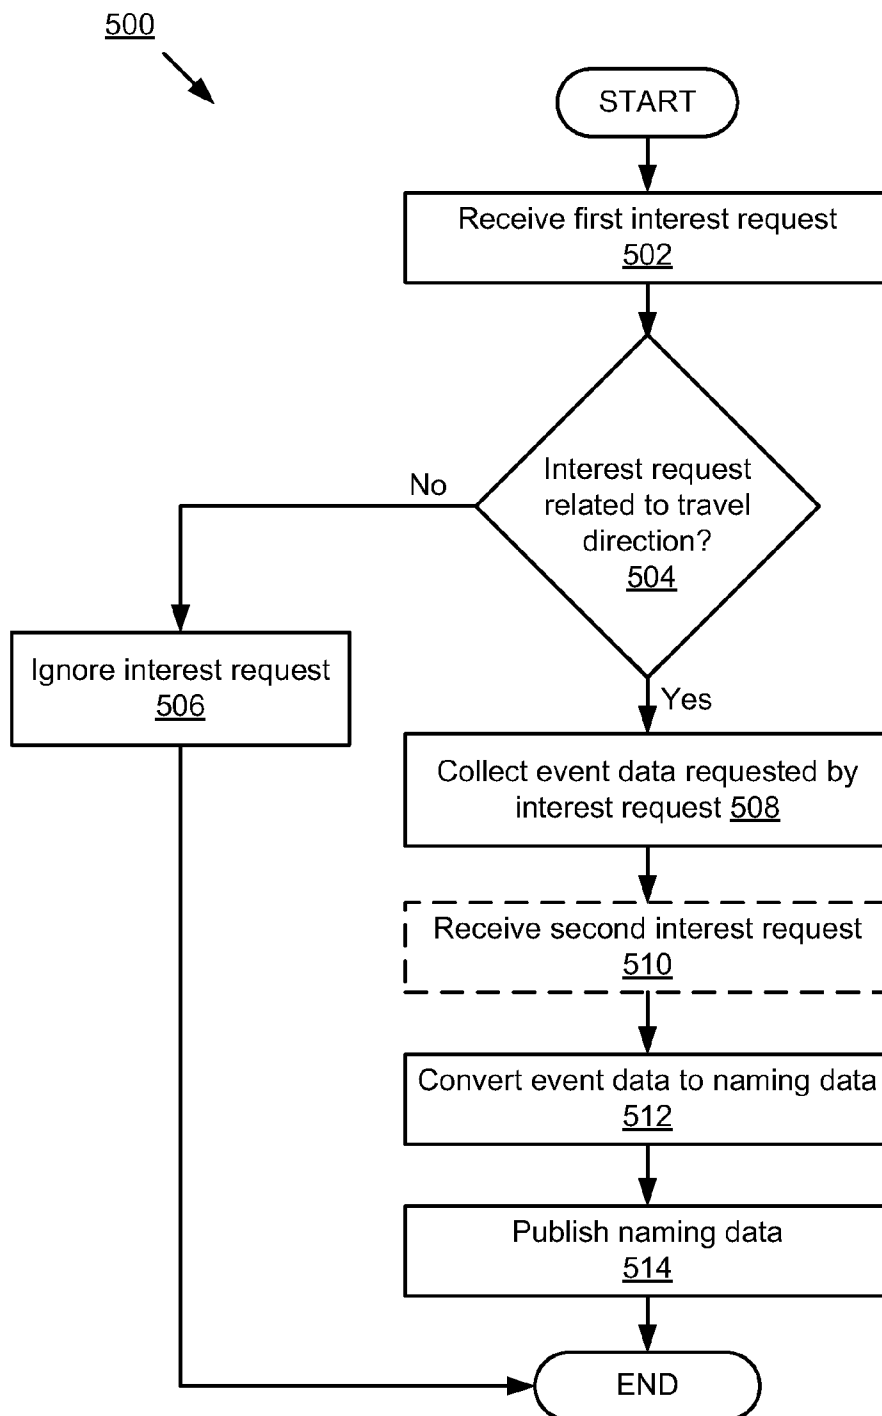 500
START
Receive first interest request
502
Interest request
related to travel
direction?
504
No
Yes
Ignore interest request
506
Collect event data requested by
interest request 508
Receive second interest request
510
Convert event data to naming data
512
Publish naming data
514
END